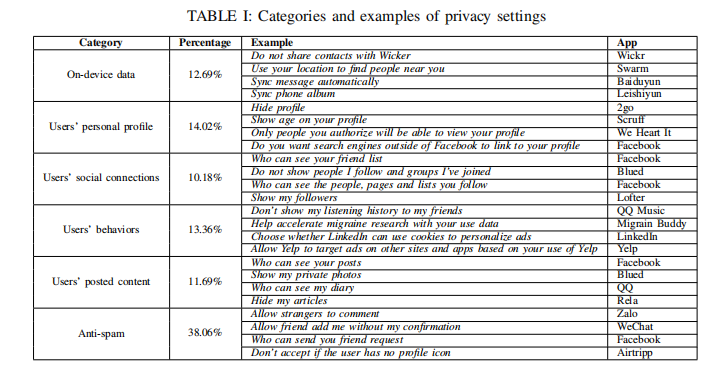 TABLE I: Categories and examples of privacy settings
Category Percentage Example App
On-device data 12.69% Do not share contacts with Wicker Wickr
Use your location to find people near you Swarm
Sync message automatically Baiduyun
Sync phone album Leishiyun
Users' personal profile 14.02% Hide profile 2go
Show age on your profile Scruff
Only people you authorize will be able to view your profile We Heart It
Do you want search engines outside of Facebook to link to your profile Facebook
Users' social connections 10.18% Who can see your friend list Facebook
Do not show people I follow and groups I've joined Blued
Who can see the people, pages and lists you follow Facebook
Show my followers Lofter
Users' behaviors 13.36% Don't show my listening history to my friends QQ Music
Help accelerate migraine research with your use data Migrain Buddy
Choose whether LinkedIn can use cookies to personalize ads LinkedIn
Allow Yelp to target ads on other sites and apps based on your use of Yelp Yelp
Users' posted content 11.69% Who can see your posts Facebook
Show my private photos Blued
Who can see my diary QQ
Hide my articles Rela
Anti-spam 38.06% Allow strangers to comment Zalo
Allow friend add me without my confirmation WeChat
Who can send you friend request Facebook
Don't accept if the user has no profile icon Airtripp